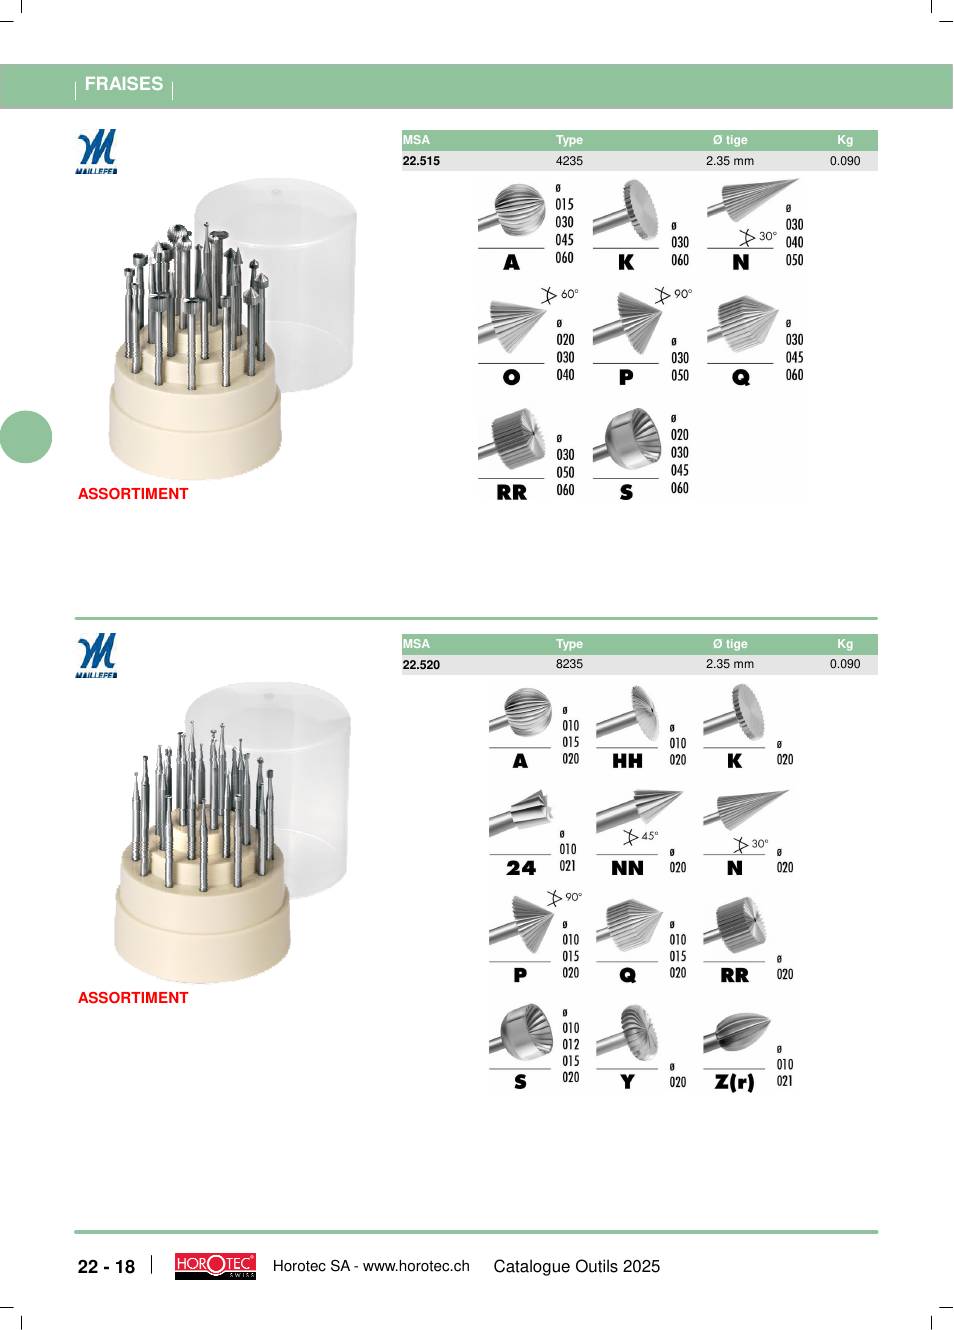 FRAISES
MAILLEFER
MSA Type Ø tige Kg
22.515 4235 2.35 mm 0.090
ø
015
030
045
060
A
ø
030
060
K
30°
ø
030
040
050
N
60°
ø
020
030
040
O
90°
ø
030
050
P
ø
030
045
060
Q
ø
030
050
060
RR
ø
020
030
045
060
S
ASSORTIMENT
MAILLEFER
MSA Type Ø tige Kg
22.520 8235 2.35 mm 0.090
ø
010
015
020
A
ø
010
020
HH
ø
020
K
ø
010
021
24
45°
ø
020
NN
30°
ø
020
N
90°
ø
010
015
020
P
ø
010
015
020
Q
ø
020
RR
ø
010
012
015
020
S
ø
020
Y
ø
010
021
Z(r)
ASSORTIMENT
22 - 18
HOROTEC®
SWISS
Horotec SA - www.horotec.ch
Catalogue Outils 2025